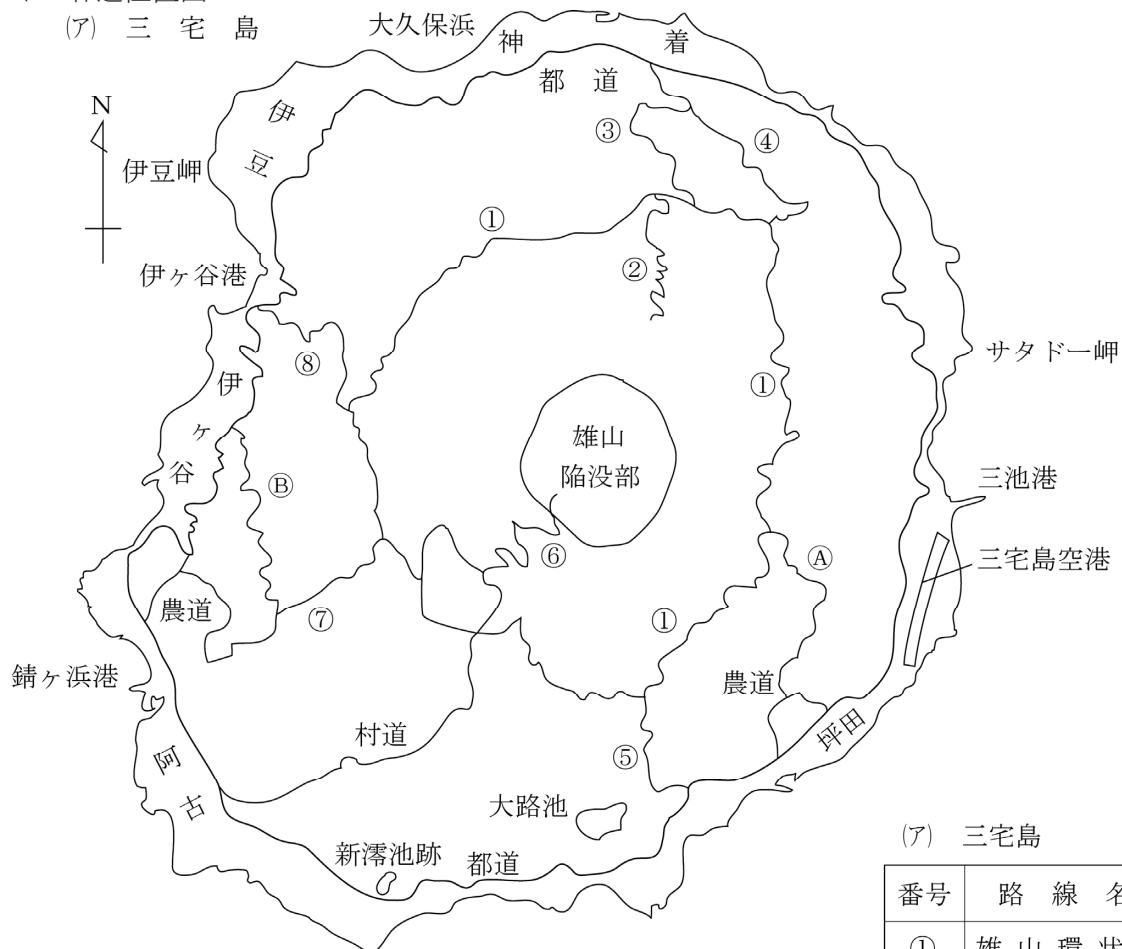 (ア) 三宅島
大久保浜
神着
都道
N
伊豆
③
④
伊豆岬
①
伊ヶ谷港
②
サタドー岬
⑧
伊ヶ谷
①
雄山
陥没部
三池港
Ⓑ
⑥
Ⓐ
三宅島空港
農道
⑦
①
錆ヶ浜港
農道
村道
坪田
⑤
阿古
大路池
新澪池跡
都道
(ア) 三宅島
番号 路線名
① 雄山環状